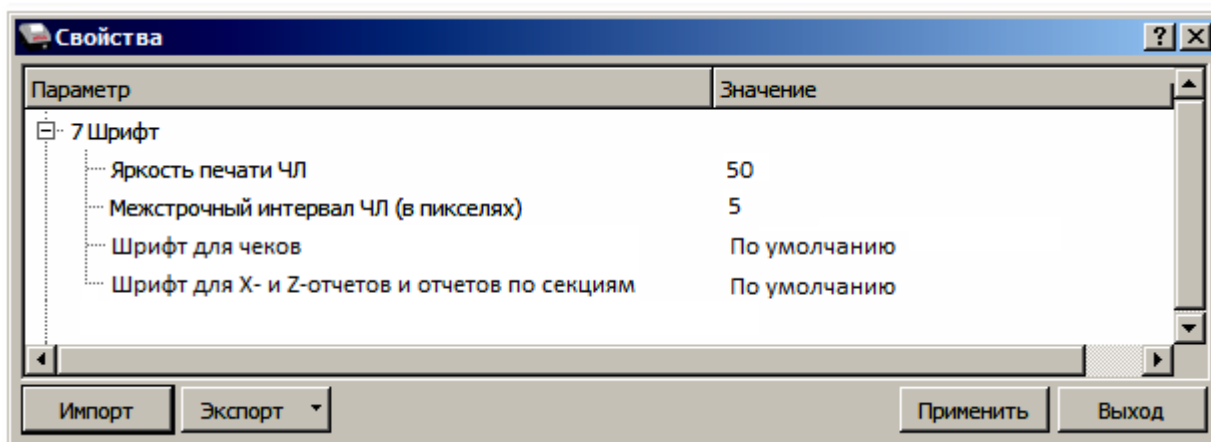 Свойства
Параметр Значение
7 Шрифт
Яркость печати ЧЛ 50
Межстрочный интервал ЧЛ (в пикселях) 5
Шрифт для чеков По умолчанию
Шрифт для X- и Z-отчетов и отчетов по секциям По умолчанию
Импорт Экспорт Применить Выход